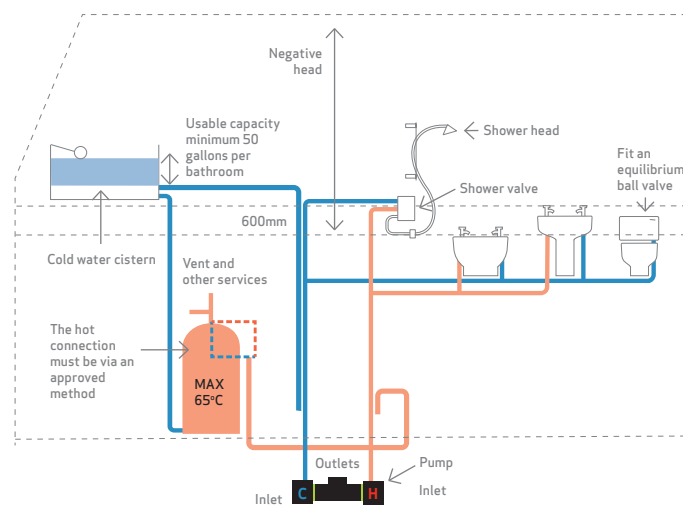 Negative
head
Usable capacity
minimum 50
gallons per
bathroom
Shower head
Fit an
equilibrium
ball valve
Shower valve
600mm
Cold water cistern
Vent and
other services
The hot
connection
must be via an
approved
method
MAX
65°C
Outlets
Pump
Inlet
C
H
Inlet